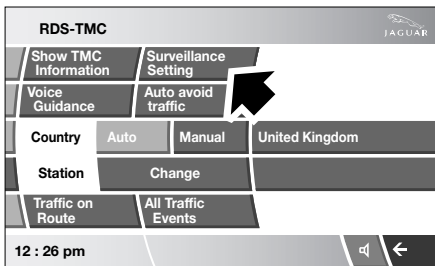 RDS-TMC
JAGUAR
Show TMC
Information
Surveillance
Setting
Voice
Guidance
Auto avoid
traffic
Country Auto Manual United Kingdom
Station Change
Traffic on
Route
All Traffic
Events
12 : 26 pm